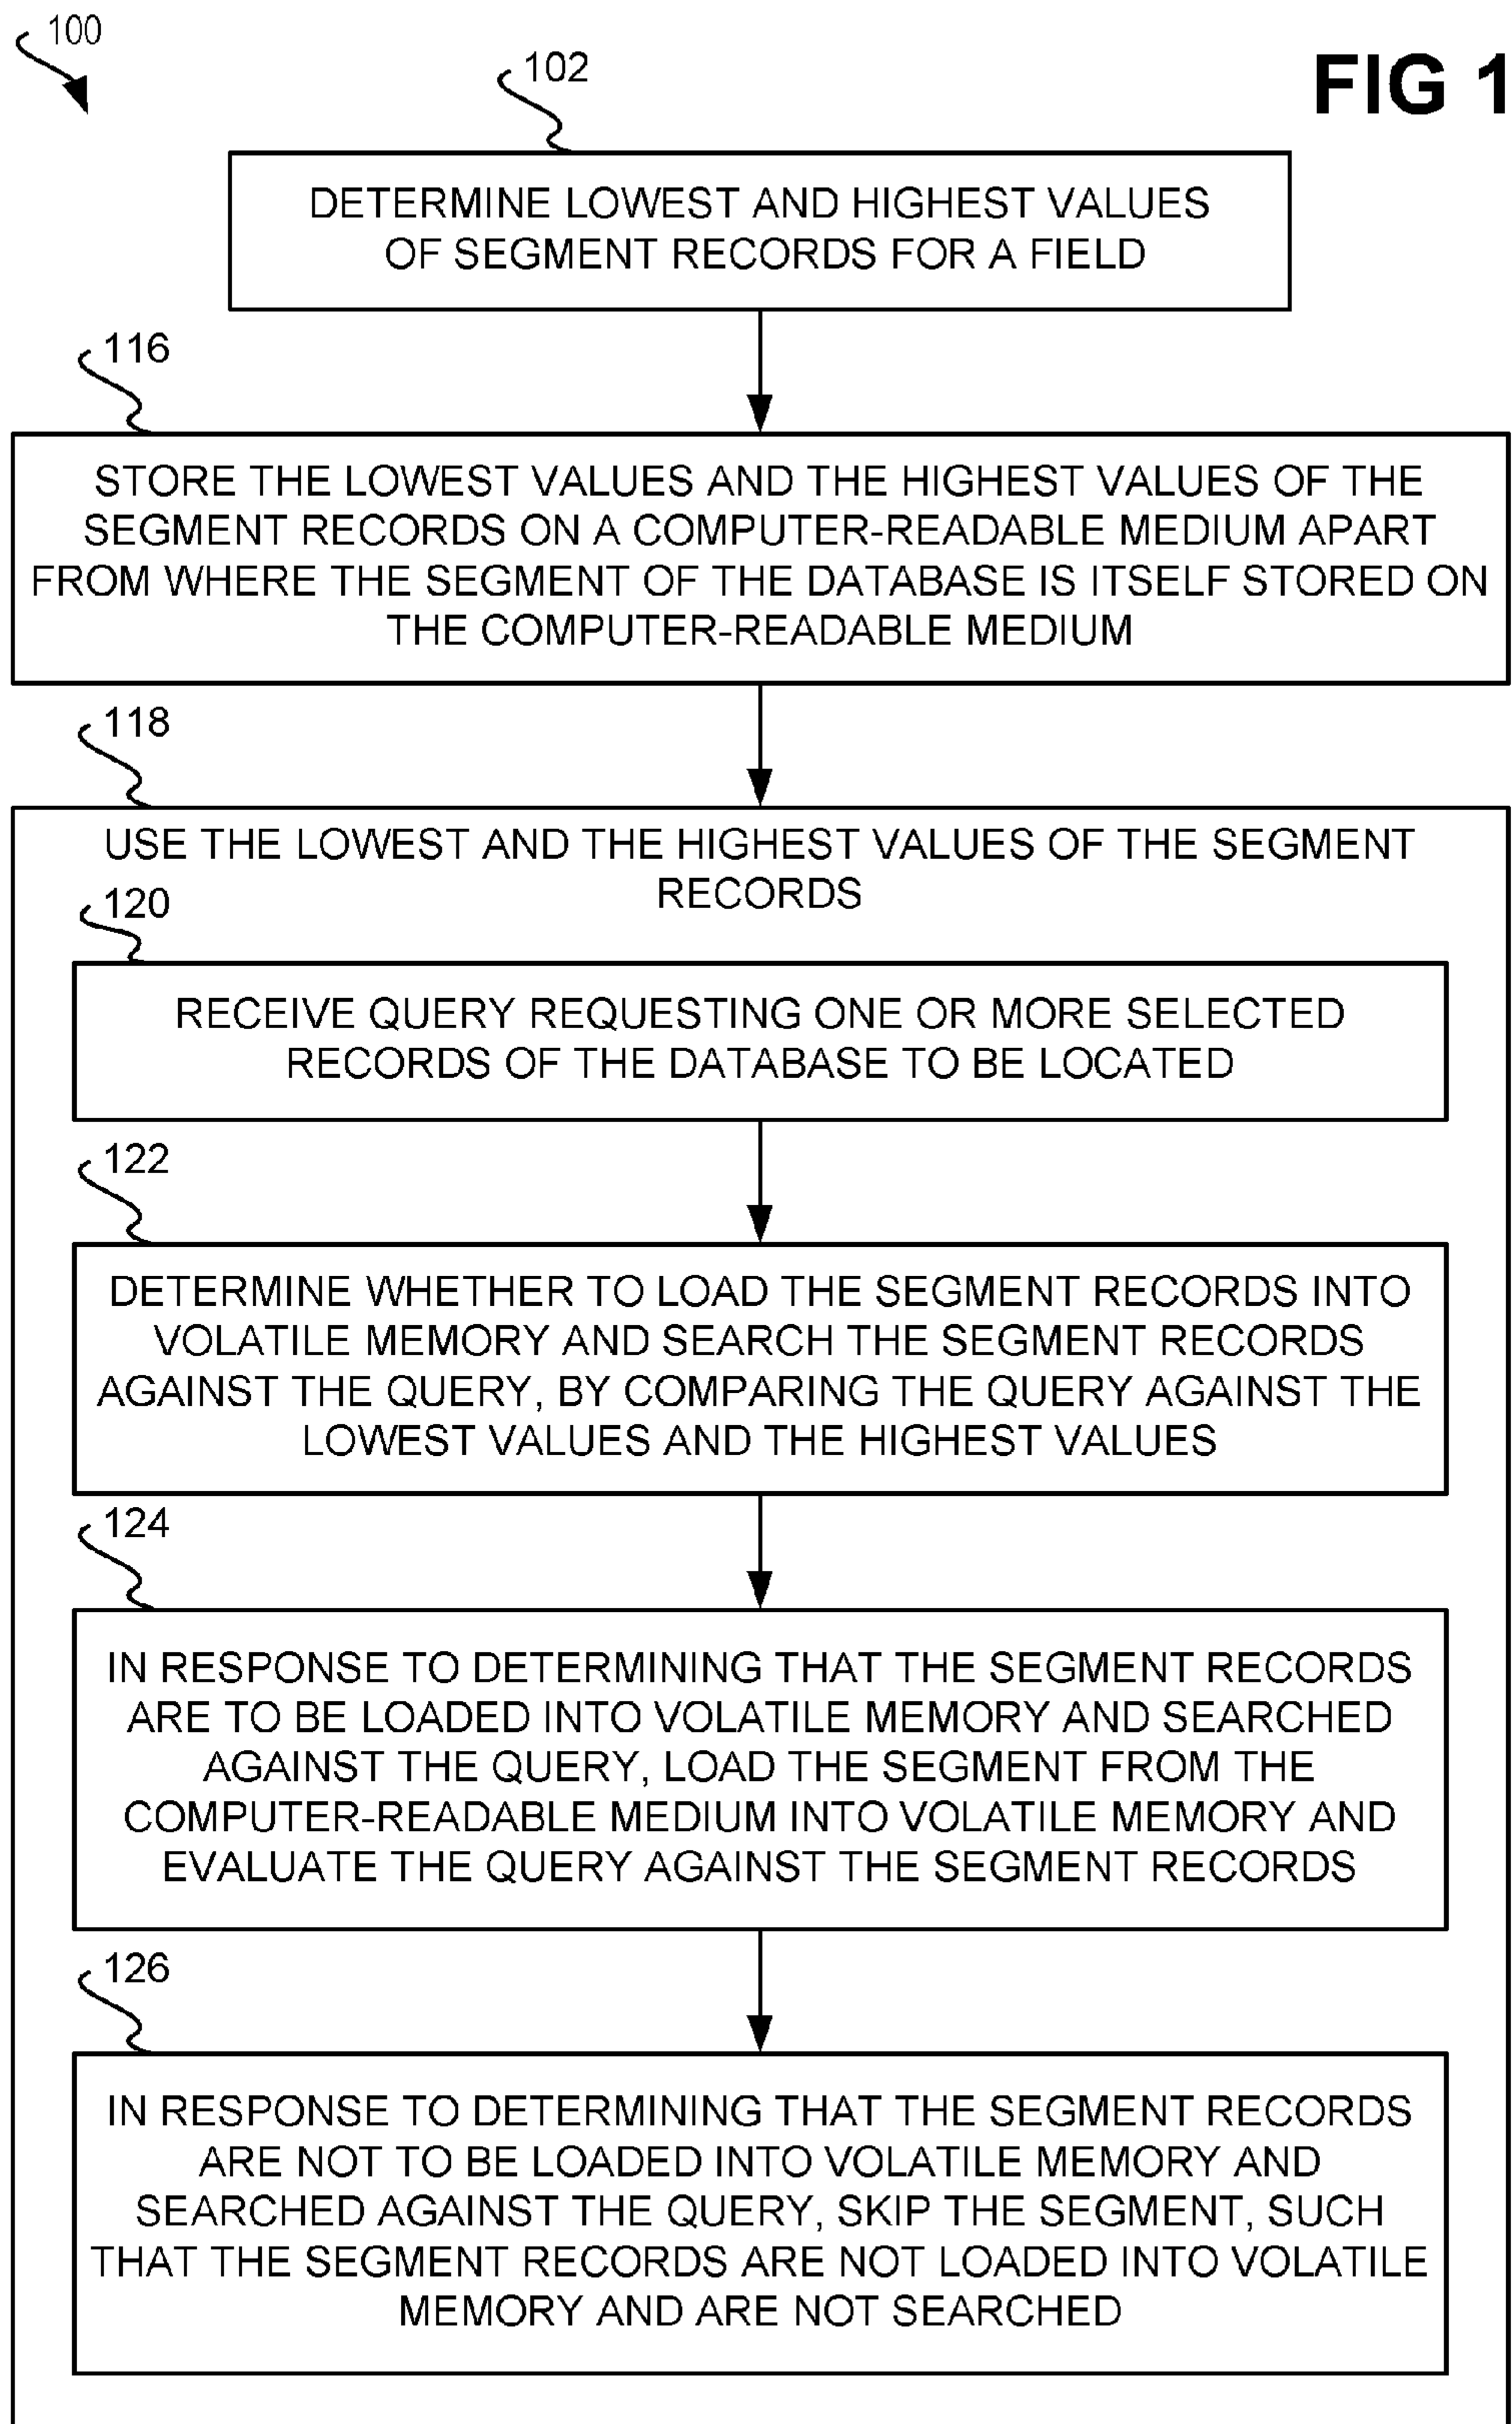 100
102
FIG 1
DETERMINE LOWEST AND HIGHEST VALUES
OF SEGMENT RECORDS FOR A FIELD
116
STORE THE LOWEST VALUES AND THE HIGHEST VALUES OF THE
SEGMENT RECORDS ON A COMPUTER-READABLE MEDIUM APART
FROM WHERE THE SEGMENT OF THE DATABASE IS ITSELF STORED ON
THE COMPUTER-READABLE MEDIUM
118
USE THE LOWEST AND THE HIGHEST VALUES OF THE SEGMENT
RECORDS
120
RECEIVE QUERY REQUESTING ONE OR MORE SELECTED
RECORDS OF THE DATABASE TO BE LOCATED
122
DETERMINE WHETHER TO LOAD THE SEGMENT RECORDS INTO
VOLATILE MEMORY AND SEARCH THE SEGMENT RECORDS
AGAINST THE QUERY, BY COMPARING THE QUERY AGAINST THE
LOWEST VALUES AND THE HIGHEST VALUES
124
IN RESPONSE TO DETERMINING THAT THE SEGMENT RECORDS
ARE TO BE LOADED INTO VOLATILE MEMORY AND SEARCHED
AGAINST THE QUERY, LOAD THE SEGMENT FROM THE
COMPUTER-READABLE MEDIUM INTO VOLATILE MEMORY AND
EVALUATE THE QUERY AGAINST THE SEGMENT RECORDS
126
IN RESPONSE TO DETERMINING THAT THE SEGMENT RECORDS
ARE NOT TO BE LOADED INTO VOLATILE MEMORY AND
SEARCHED AGAINST THE QUERY, SKIP THE SEGMENT, SUCH
THAT THE SEGMENT RECORDS ARE NOT LOADED INTO VOLATILE
MEMORY AND ARE NOT SEARCHED